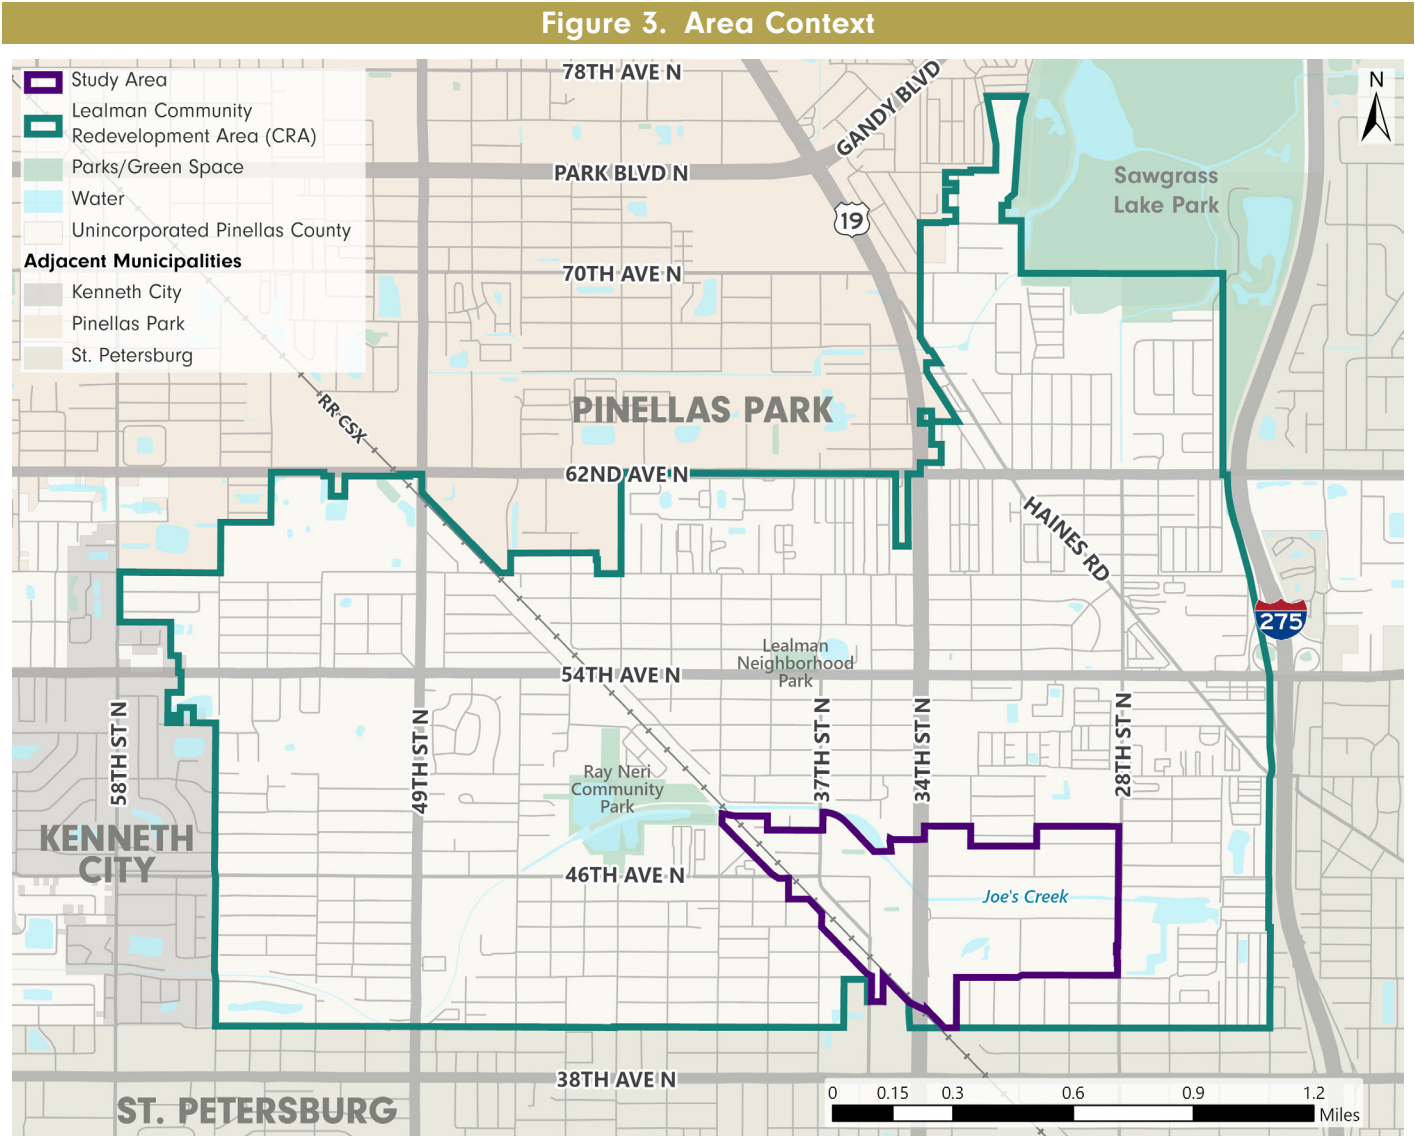 Figure 3. Area Context
Study Area
Lealman Community
Redevelopment Area (CRA)
Parks/Green Space
Water
Unincorporated Pinellas County
Adjacent Municipalities
Kenneth City
Pinellas Park
St. Petersburg
78TH AVE N
GANDY BLVD
N
PARK BLVD N
Sawgrass
Lake Park
19
70TH AVE N
RR CSX
PINELLAS PARK
62ND AVE N
HAINES RD
275
Lealman
Neighborhood
Park
54TH AVE N
58TH ST N
49TH ST N
37TH ST N
34TH ST N
28TH ST N
Ray Neri
Community
Park
KENNETH
CITY
46TH AVE N
Joe's Creek
38TH AVE N
ST. PETERSBURG
0 0.15 0.3 0.6 0.9 1.2
Miles